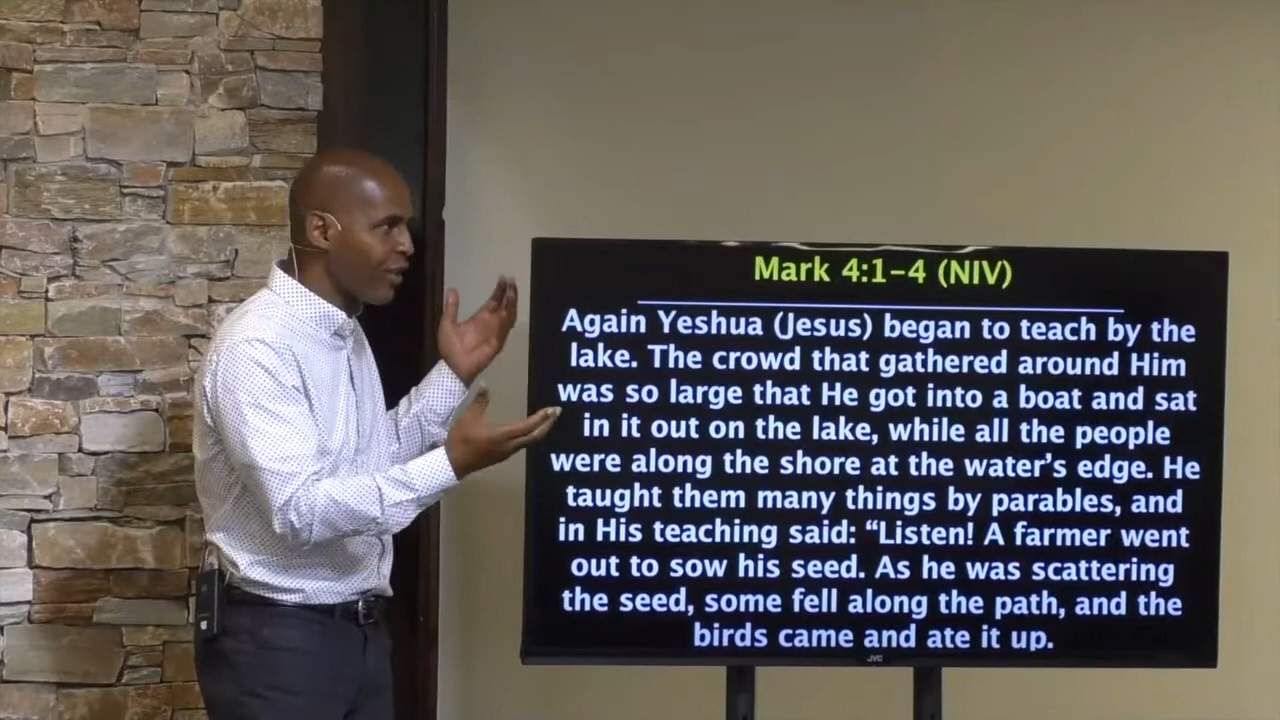 Mark 4:1–4 (NIV)
Again Yeshua (Jesus) began to teach by the
lake. The crowd that gathered around Him
was so large that He got into a boat and sat
in it out on the lake, while all the people
were along the shore at the water's edge. He
taught them many things by parables, and
in His teaching said: “Listen! A farmer went
out to sow his seed. As he was scattering
the seed, some fell along the path, and the
birds came and ate it up.
JVC